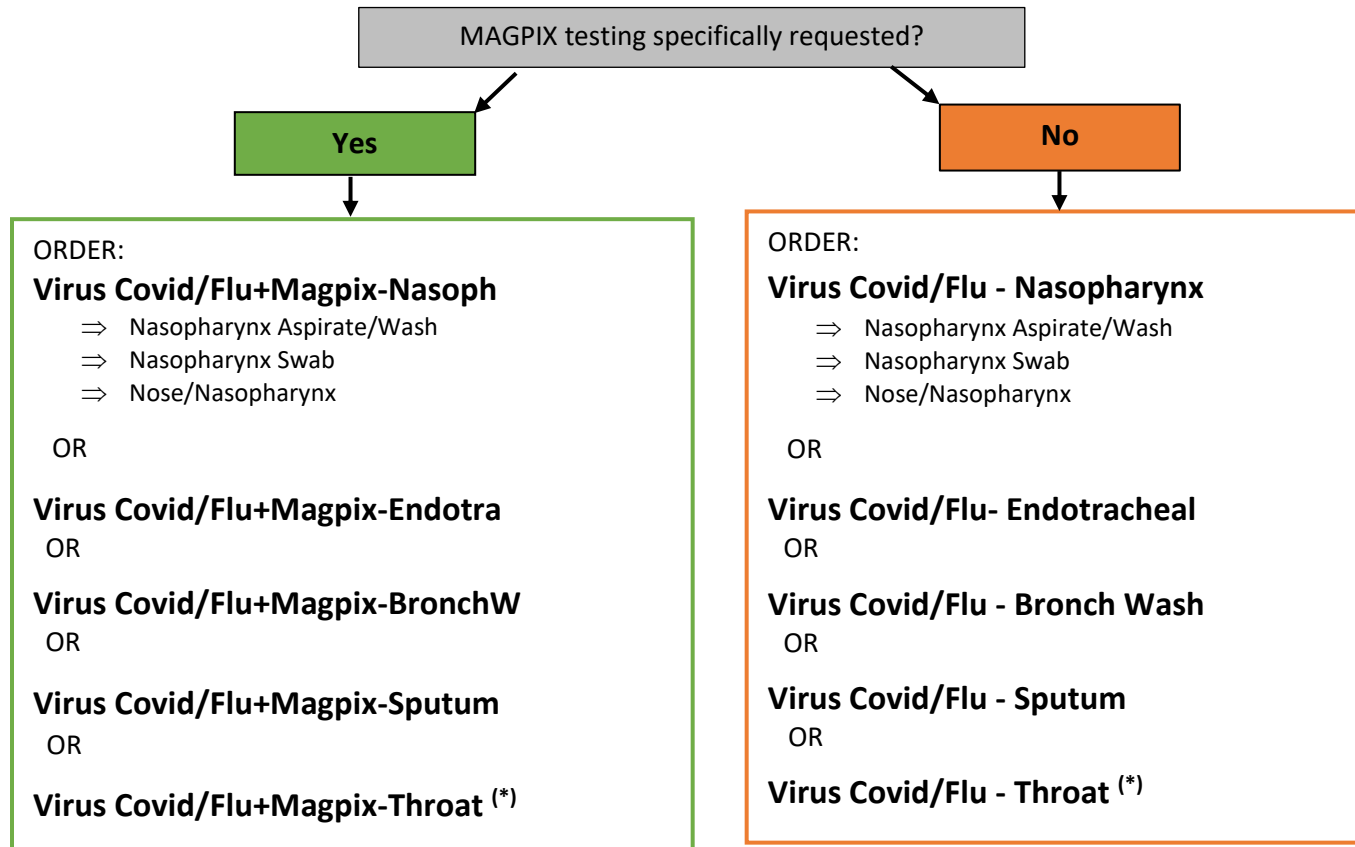 MAGPIX testing specifically requested?
Yes
No
ORDER:
Virus Covid/Flu+Magpix-Nasoph
⇒ Nasopharynx Aspirate/Wash
⇒ Nasopharynx Swab
⇒ Nose/Nasopharynx
OR
Virus Covid/Flu+Magpix-Endotra
OR
Virus Covid/Flu+Magpix-BronchW
OR
Virus Covid/Flu+Magpix-Sputum
OR
Virus Covid/Flu+Magpix-Throat (*)
ORDER:
Virus Covid/Flu - Nasopharynx
⇒ Nasopharynx Aspirate/Wash
⇒ Nasopharynx Swab
⇒ Nose/Nasopharynx
OR
Virus Covid/Flu- Endotracheal
OR
Virus Covid/Flu - Bronch Wash
OR
Virus Covid/Flu - Sputum
OR
Virus Covid/Flu - Throat (*)